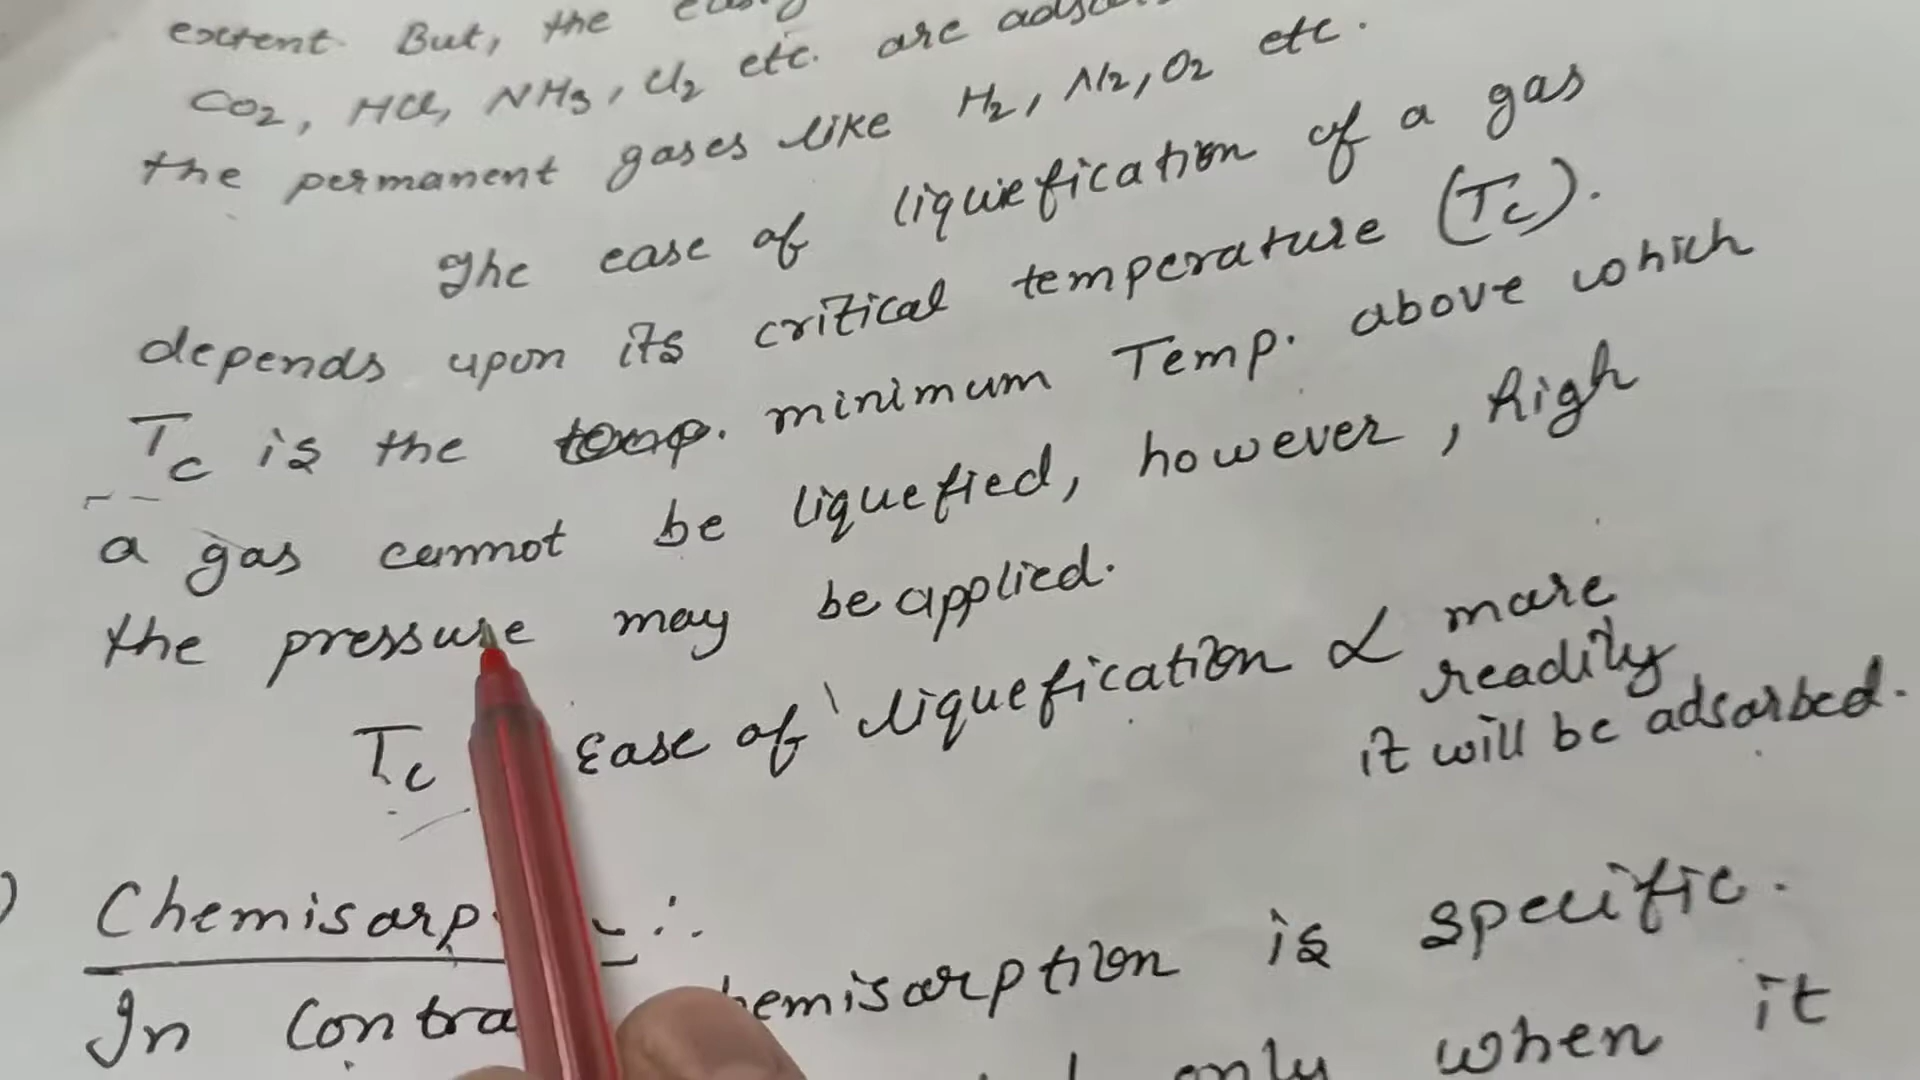 extent. But, the
CO2, HCl, NH3, Cl2 etc. are
the permanent gases like H2, N2, O2 etc.
The ease of liquefication of a gas
depends upon its critical temperature (Tc).
Tc is the temp. minimum Temp. above which
a gas cannot be liquefied, however, high
the pressure may be applied.
Tc Ease of liquefication ∝ more readily it will be adsorbed.
Chemisorp :
In contra hemisorption is specific.
only when it